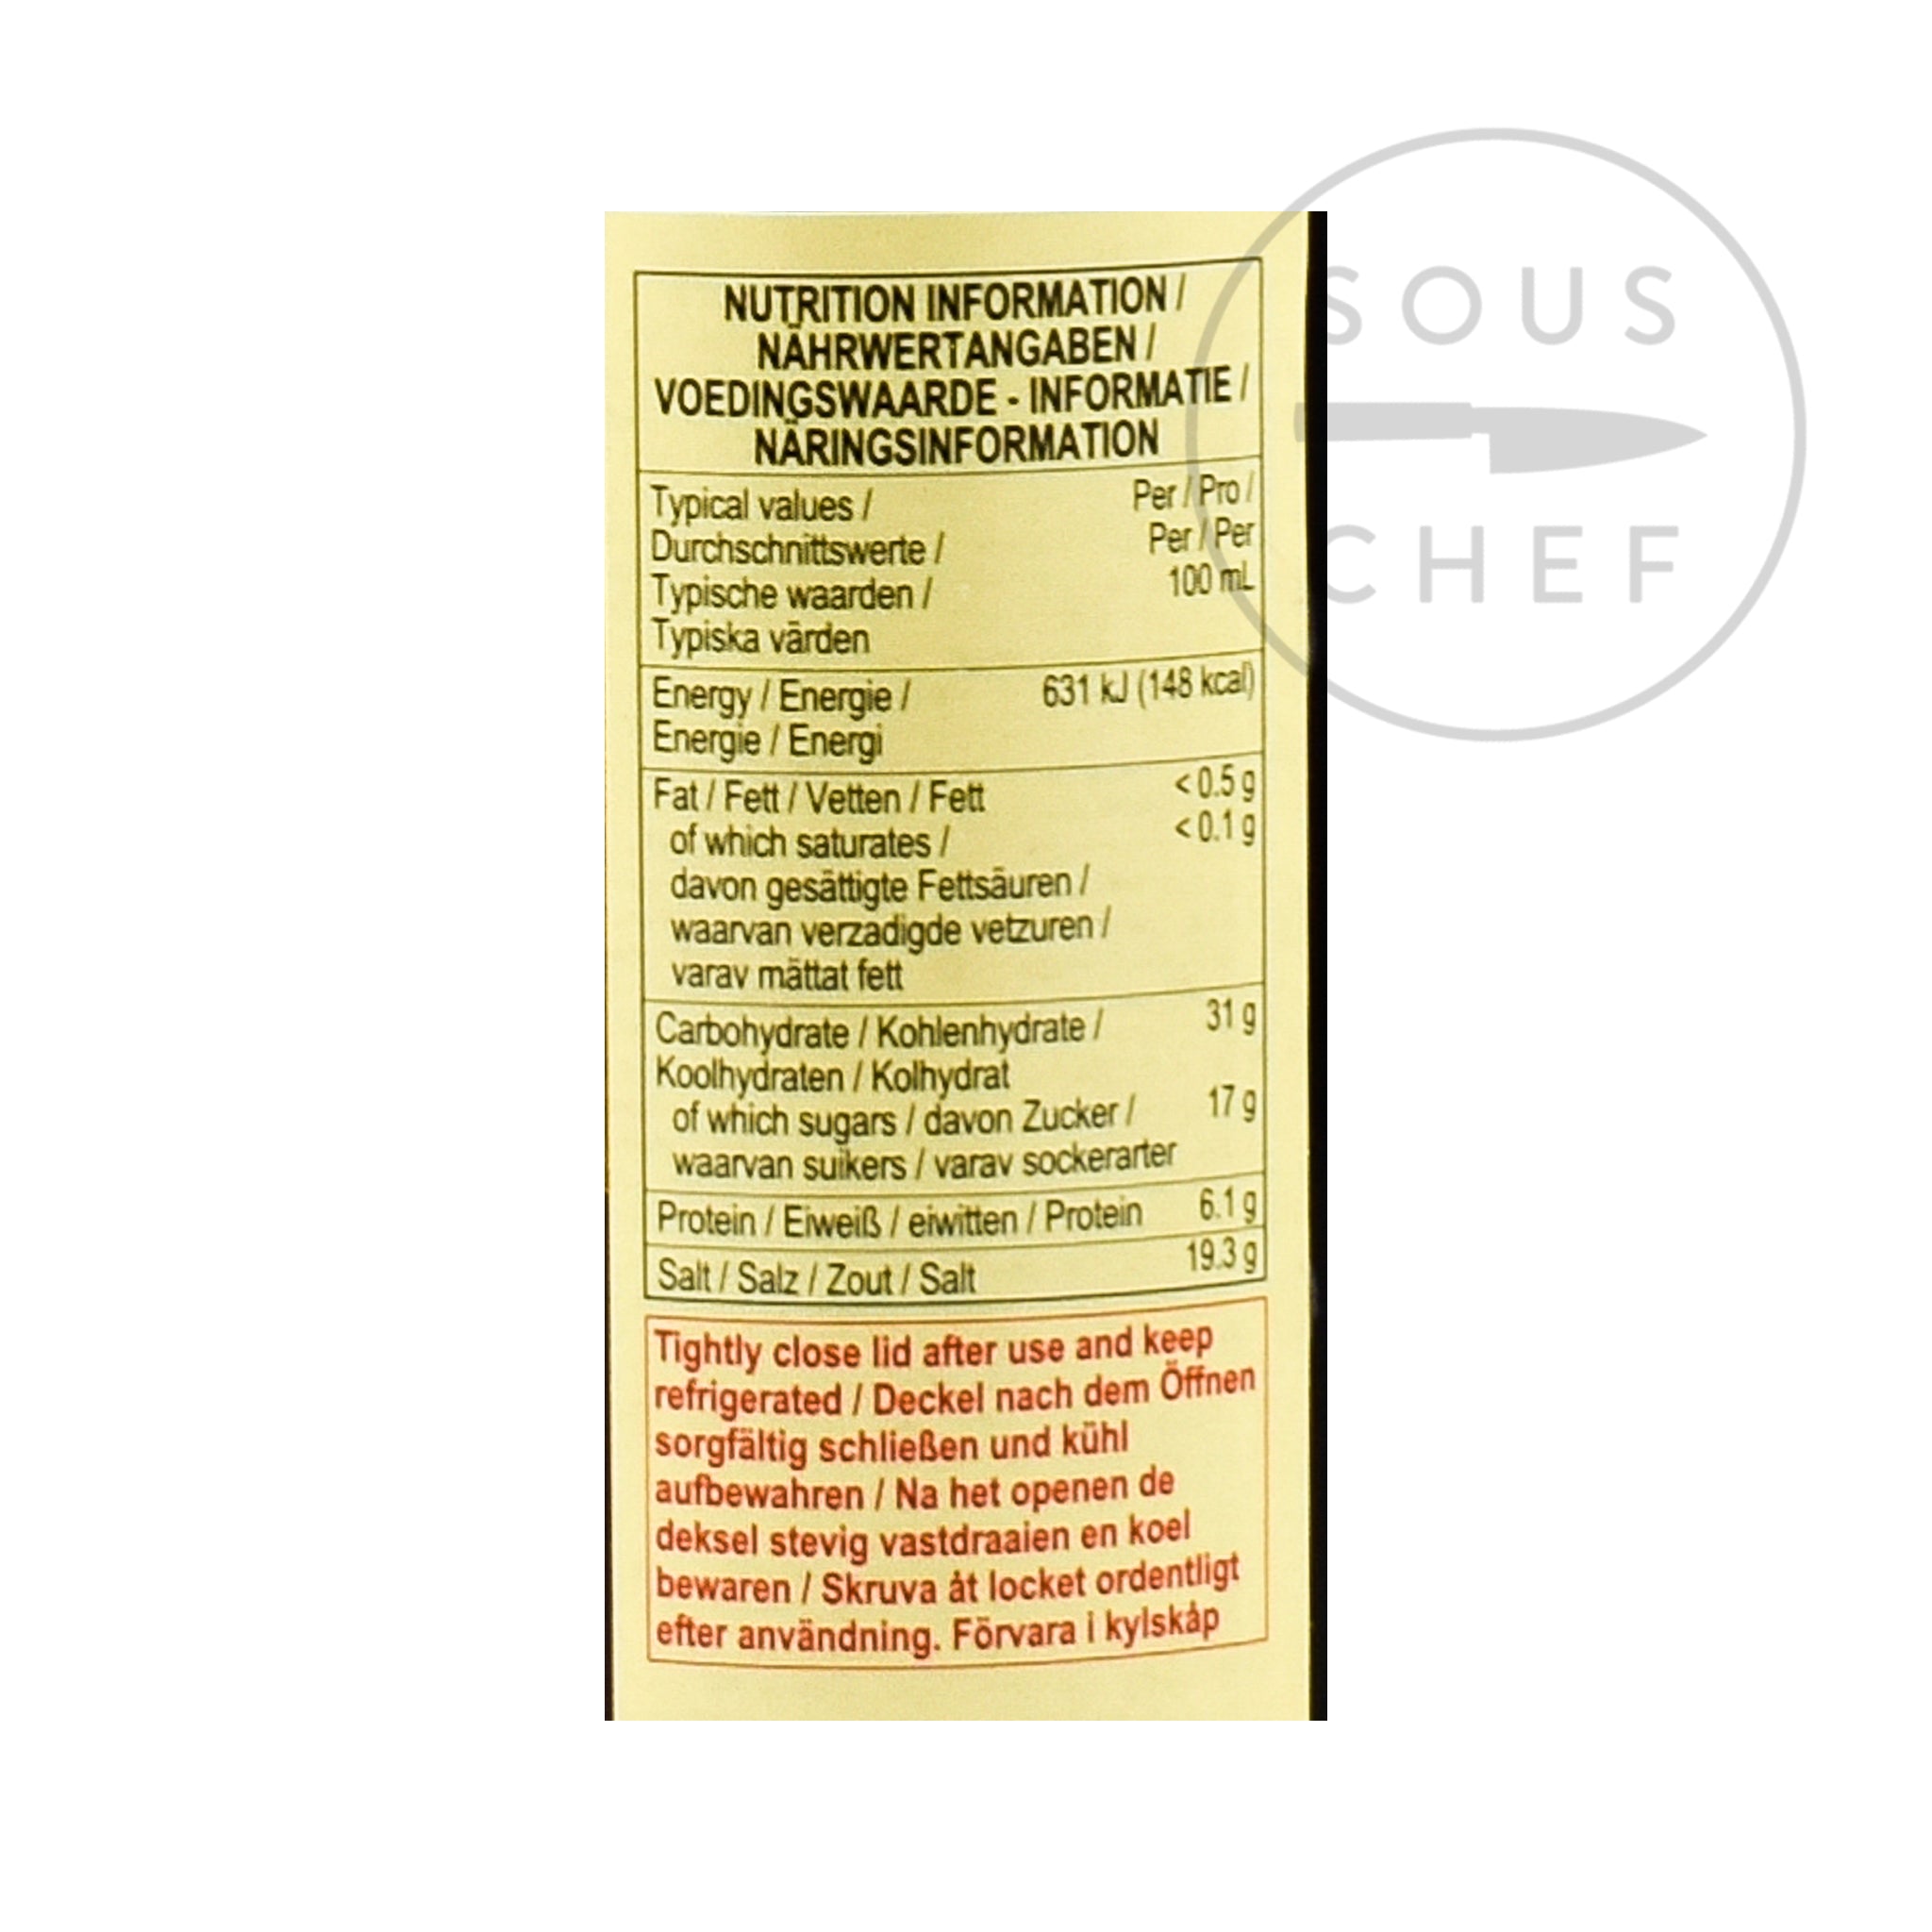 NUTRITION INFORMATION /
NÄHRWERTANGABEN /
VOEDINGSWAARDE - INFORMATIE /
NÄRINGSINFORMATION
Typical values / Per / Pro /
Durchschnittswerte / Per / Per
Typische waarden / 100 mL
Typiska värden
Energy / Energie / 631 kJ (148 kcal)
Energie / Energi
Fat / Fett / Vetten / Fett < 0.5 g
of which saturates / < 0.1 g
davon gesättigte Fettsäuren /
waarvan verzadigde vetzuren /
varav mättat fett
Carbohydrate / Kohlenhydrate / 31 g
Koolhydraten / Kolhydrat
of which sugars / davon Zucker / 17 g
waarvan suikers / varav sockerarter
Protein / Eiweiß / eiwitten / Protein 6.1 g
Salt / Salz / Zout / Salt 19.3 g
Tightly close lid after use and keep
refrigerated / Deckel nach dem Öffnen
sorgfältig schließen und kühl
aufbewahren / Na het openen de
deksel stevig vastdraaien en koel
bewaren / Skruva åt locket ordentligt
efter användning. Förvara i kylskåp
SOUS
CHEF